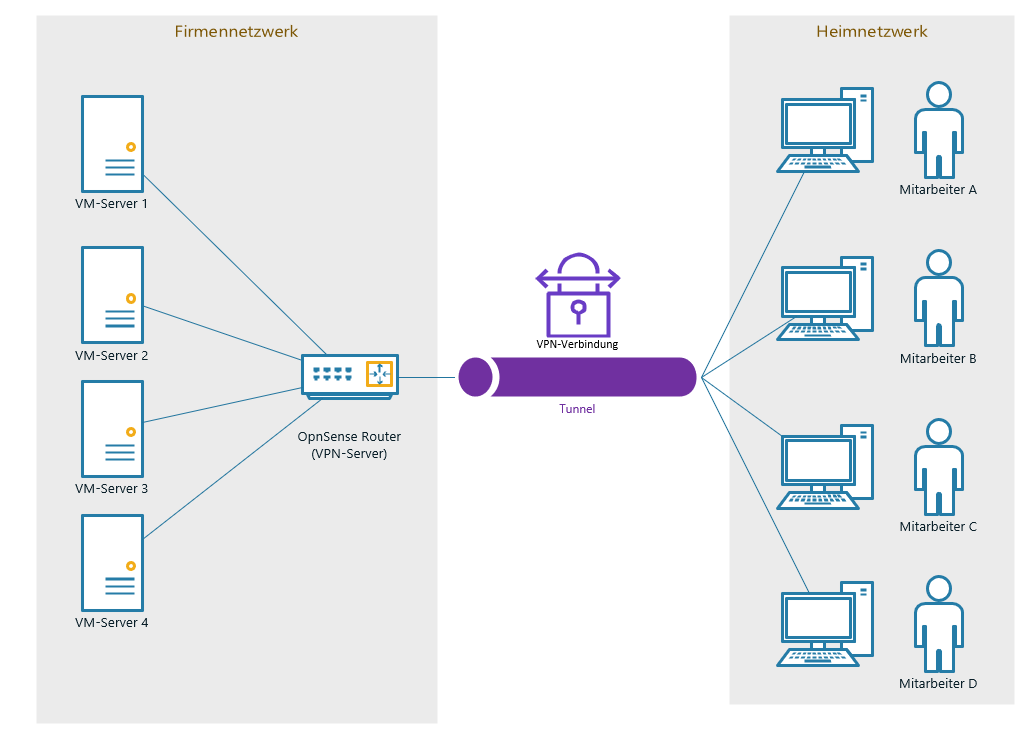 Firmennetzwerk
VM-Server 1
VM-Server 2
VM-Server 3
VM-Server 4
OpnSense Router
(VPN-Server)
VPN-Verbindung
Tunnel
Heimnetzwerk
Mitarbeiter A
Mitarbeiter B
Mitarbeiter C
Mitarbeiter D